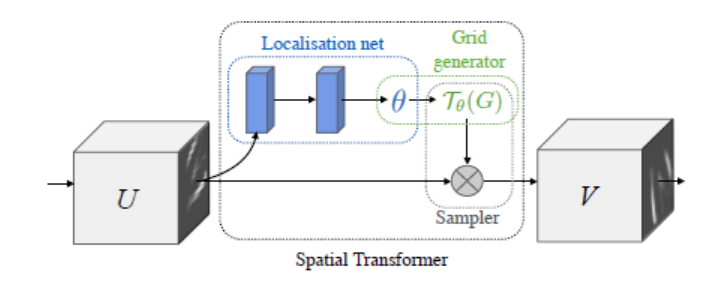 Localisation net
Grid
generator
θ
𝒯θ(G)
U
V
Sampler
Spatial Transformer